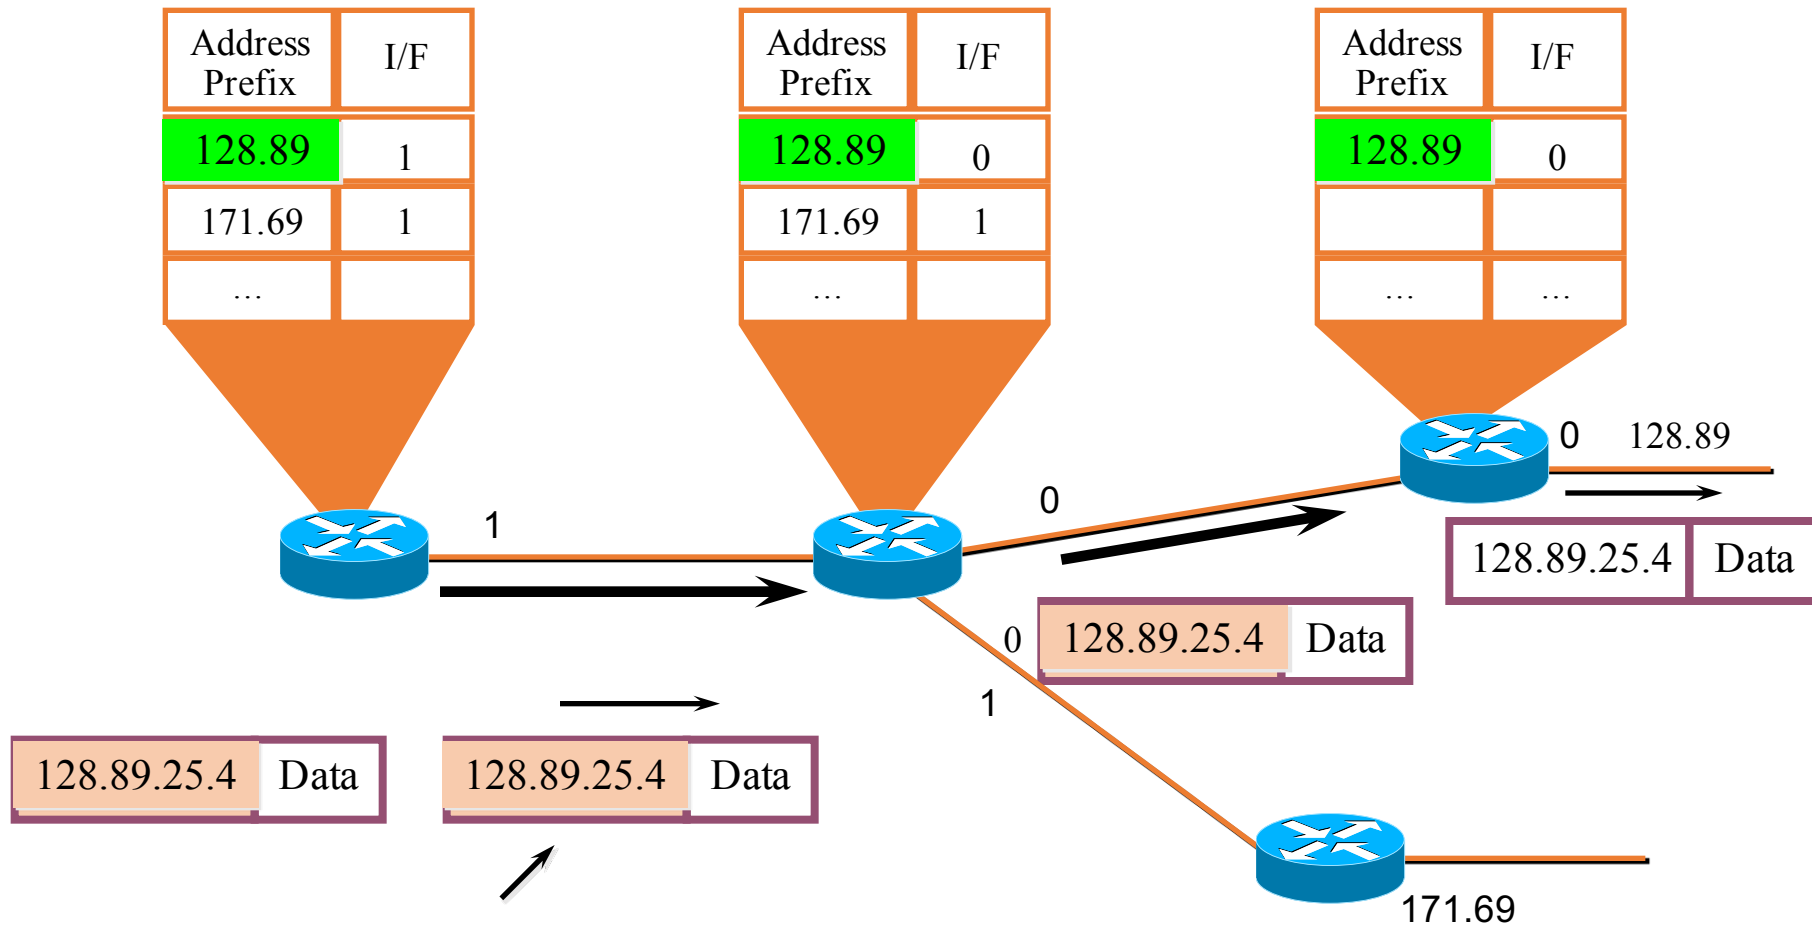 Address
Prefix
I/F
128.89
1
171.69
1
...
Address
Prefix
I/F
128.89
0
171.69
1
...
Address
Prefix
I/F
128.89
0
...
...
0
128.89
1
0
128.89.25.4
Data
0
128.89.25.4
Data
1
128.89.25.4
Data
128.89.25.4
Data
171.69